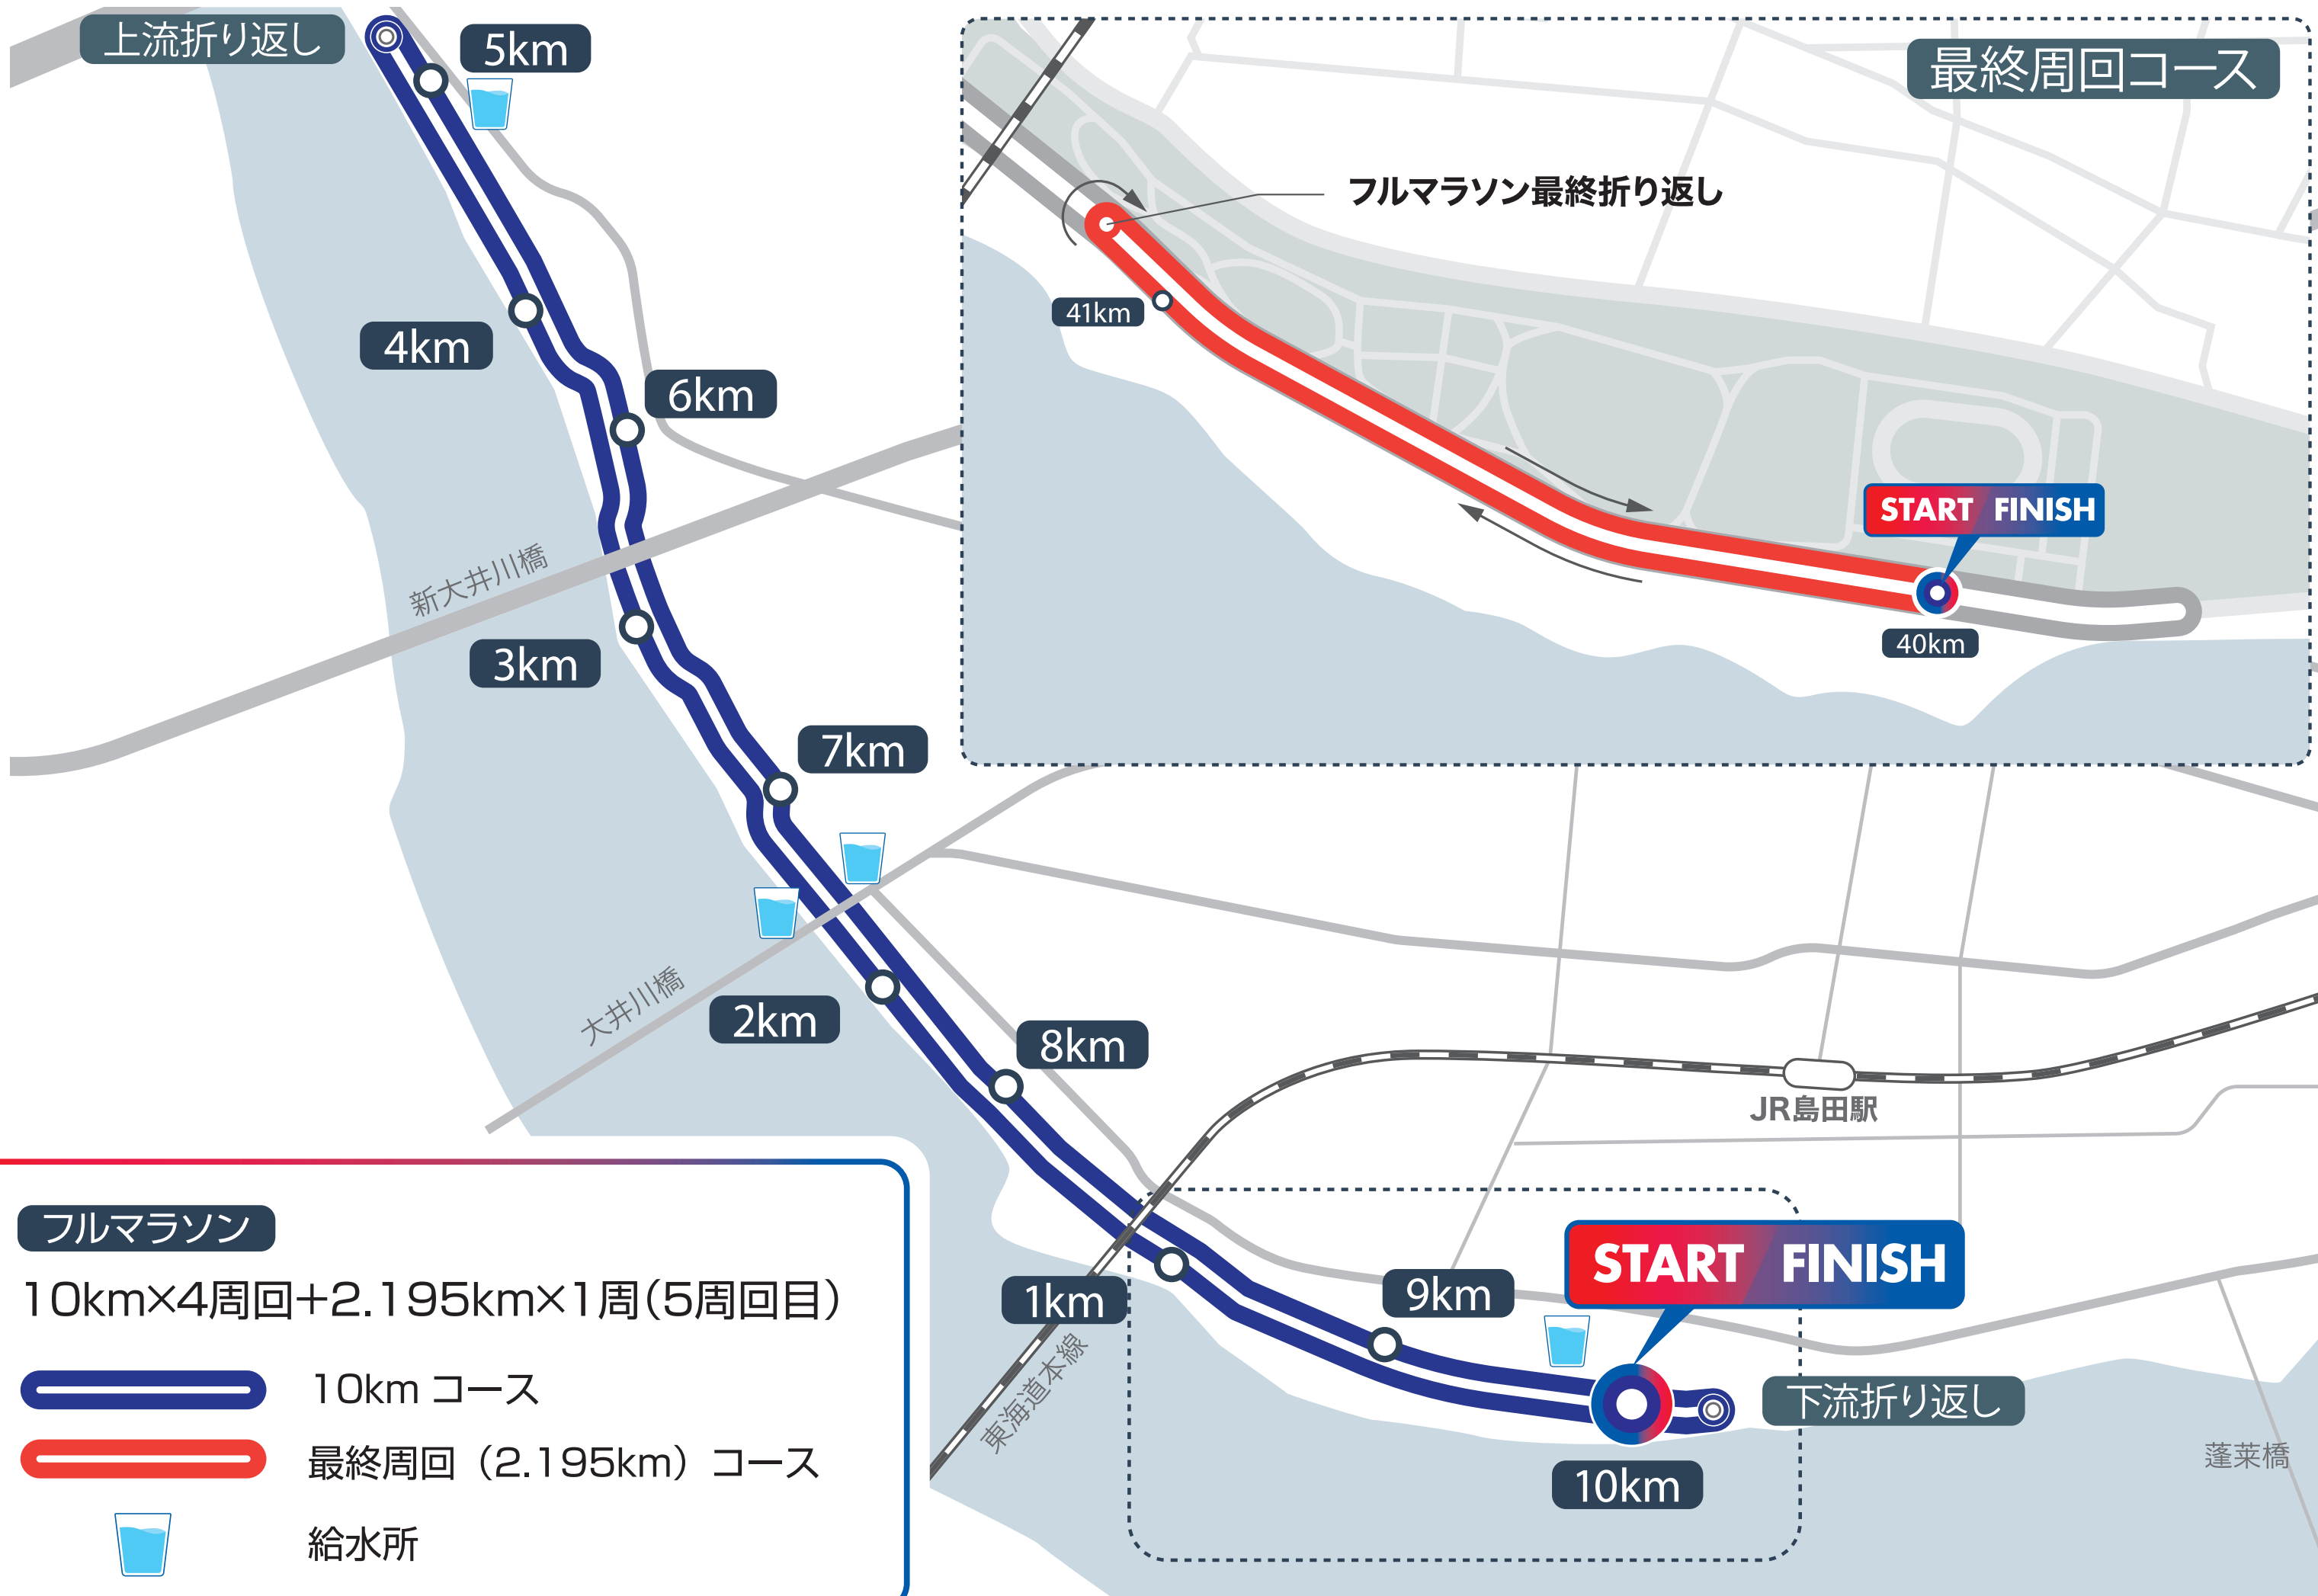 上流折り返し
5km
最終周回コース
フルマラソン最終折り返し
41km
4km
6km
START FINISH
40km
新大井川橋
3km
7km
大井川橋
2km
8km
JR島田駅
START FINISH
1km
9km
東海道本線
下流折り返し
10km
蓬莱橋
フルマラソン
10km×4周回+2.195km×1周(5周回目)
10km コース
最終周回（2.195km）コース
給水所